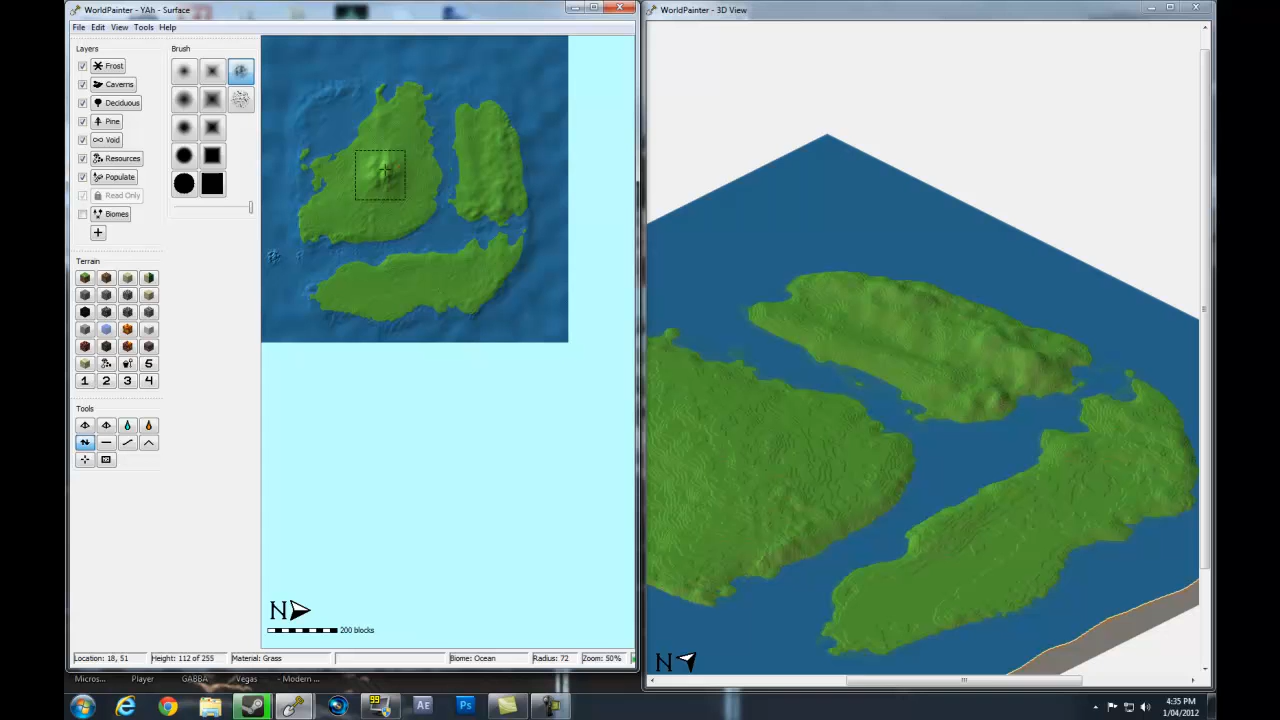 WorldPainter - YAh - Surface
File Edit View Tools Help
Layers
Frost
Caverns
Deciduous
Pine
Void
Resources
Populate
Read Only
Biomes
+
Brush
Terrain
5
1 2 3 4
Tools
N
200 blocks
Location: 18, 51 Height: 112 of 255 Material: Grass Biome: Ocean Radius: 72 Zoom: 50%
WorldPainter - 3D View
N
Micros... Player GABBA Vegas - Modern ...
99
Ae
Ps
4:35 PM
1/04/2012